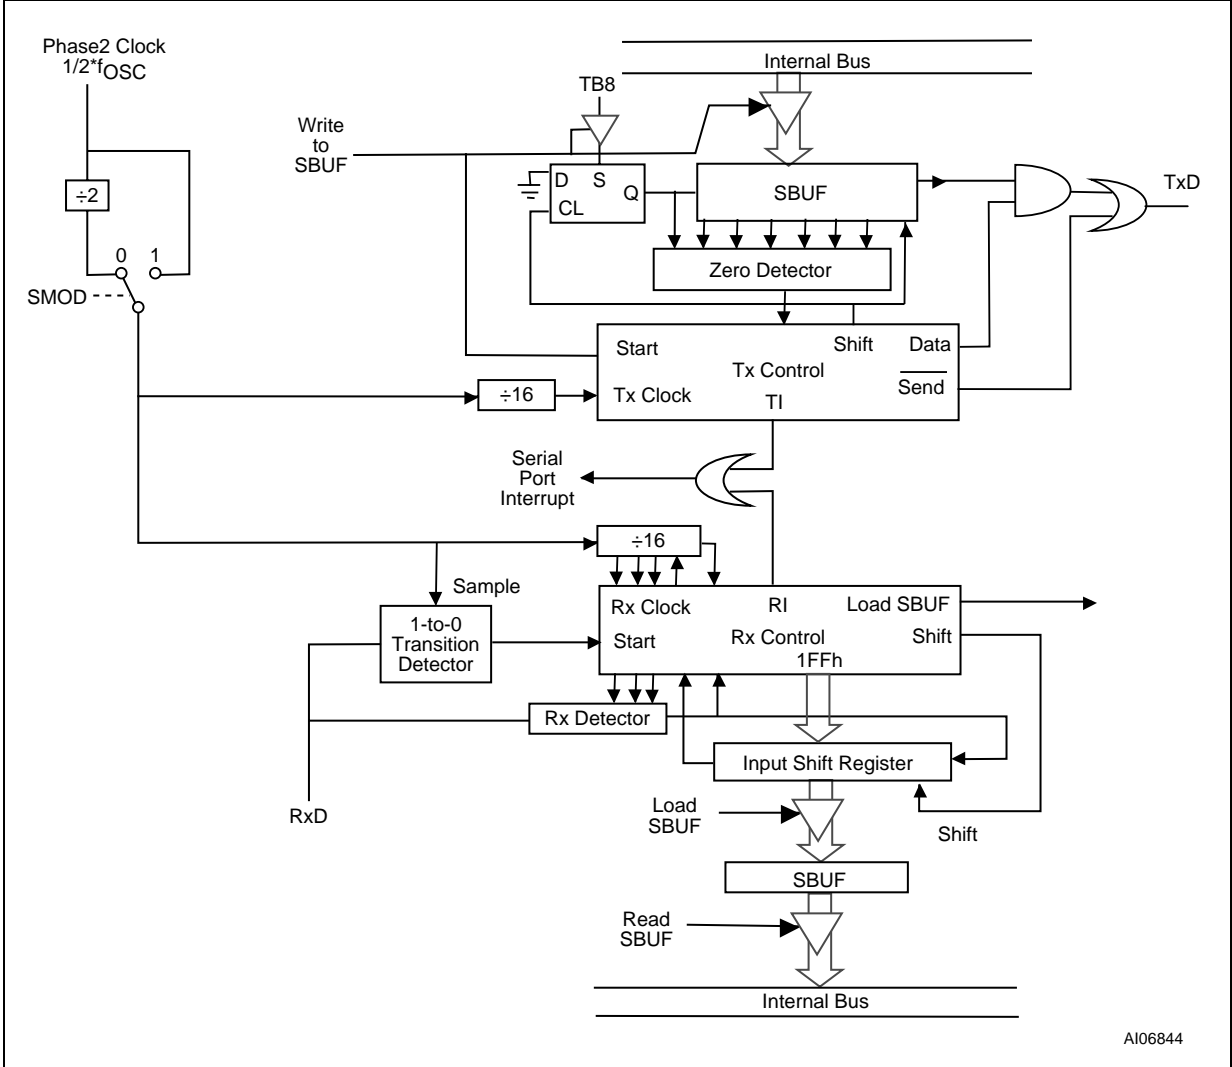 Phase2 Clock
1/2*fOSC
÷2
0 1
SMOD
Write
to
SBUF
TB8
Internal Bus
D S
Q
CL
SBUF
TxD
Zero Detector
Start
Shift
Data
Tx Control
Send
Tx Clock
TI
÷16
Serial
Port
Interrupt
÷16
Sample
1-to-0
Transition
Detector
Rx Clock
RI
Load SBUF
Start
Rx Control
Shift
1FFh
Rx Detector
Input Shift Register
RxD
Load
SBUF
Shift
SBUF
Read
SBUF
Internal Bus
AI06844